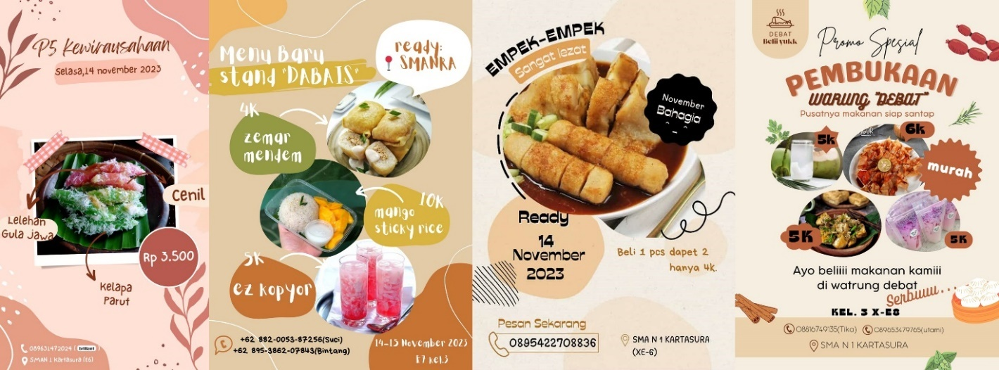 P5 Kewirausahaan
Selasa,14 november 2023
Cenil
Lelehan
Gula Jawa
Rp 3.500
Kelapa
Parut
089631472024 ( brilliant )
SMAN 1 Kartasura (E6)
Menu Baru
stand "DABAIS"
ready:
SMANRA
4K
zemar
mendem
10K
mango
sticky rice
5K
ez kopyor
+62 882-0053-87256(Suci)
+62 895-3862-07843(Bintang)
14-15 November 2023
E7 kel.3
EMPEK-EMPEK
Sangat lezat
November
Bahagia
^_^
Ready
14
November
2023
Beli 1 pcs dapet 2
hanya 4k.
Pesan Sekarang
0895422708836
SMA N 1 KARTASURA
(XE-6)
DEBAT
Belii yukk
Promo Spesial
PEMBUKAAN
WARUNG "DEBAT"
Pusatnya makanan siap santap
5k
6k
murah
5K
5K
Ayo beliiii makanan kamiii
di watrung debat
Serbuuu...
KEL. 3 X-E8
08816749135(Tika)
089653479765(utami)
SMA N 1 KARTASURA